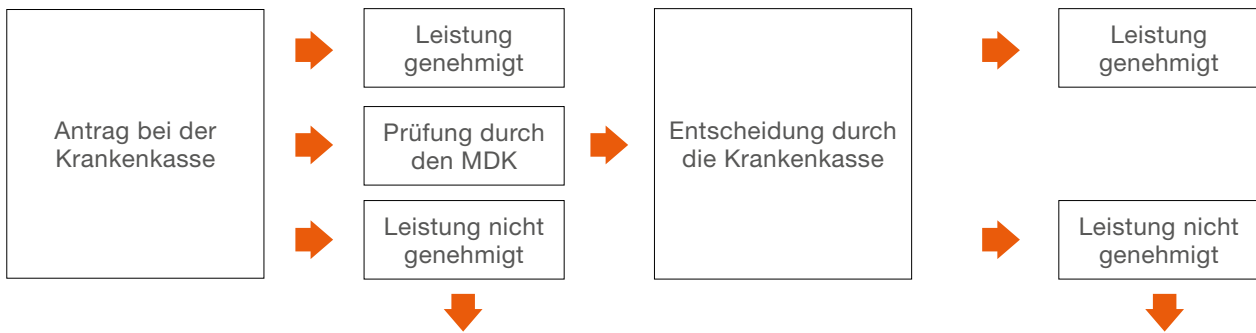 Antrag bei der
Krankenkasse
Leistung
genehmigt
Prüfung durch
den MDK
Leistung nicht
genehmigt
Entscheidung durch
die Krankenkasse
Leistung
genehmigt
Leistung nicht
genehmigt